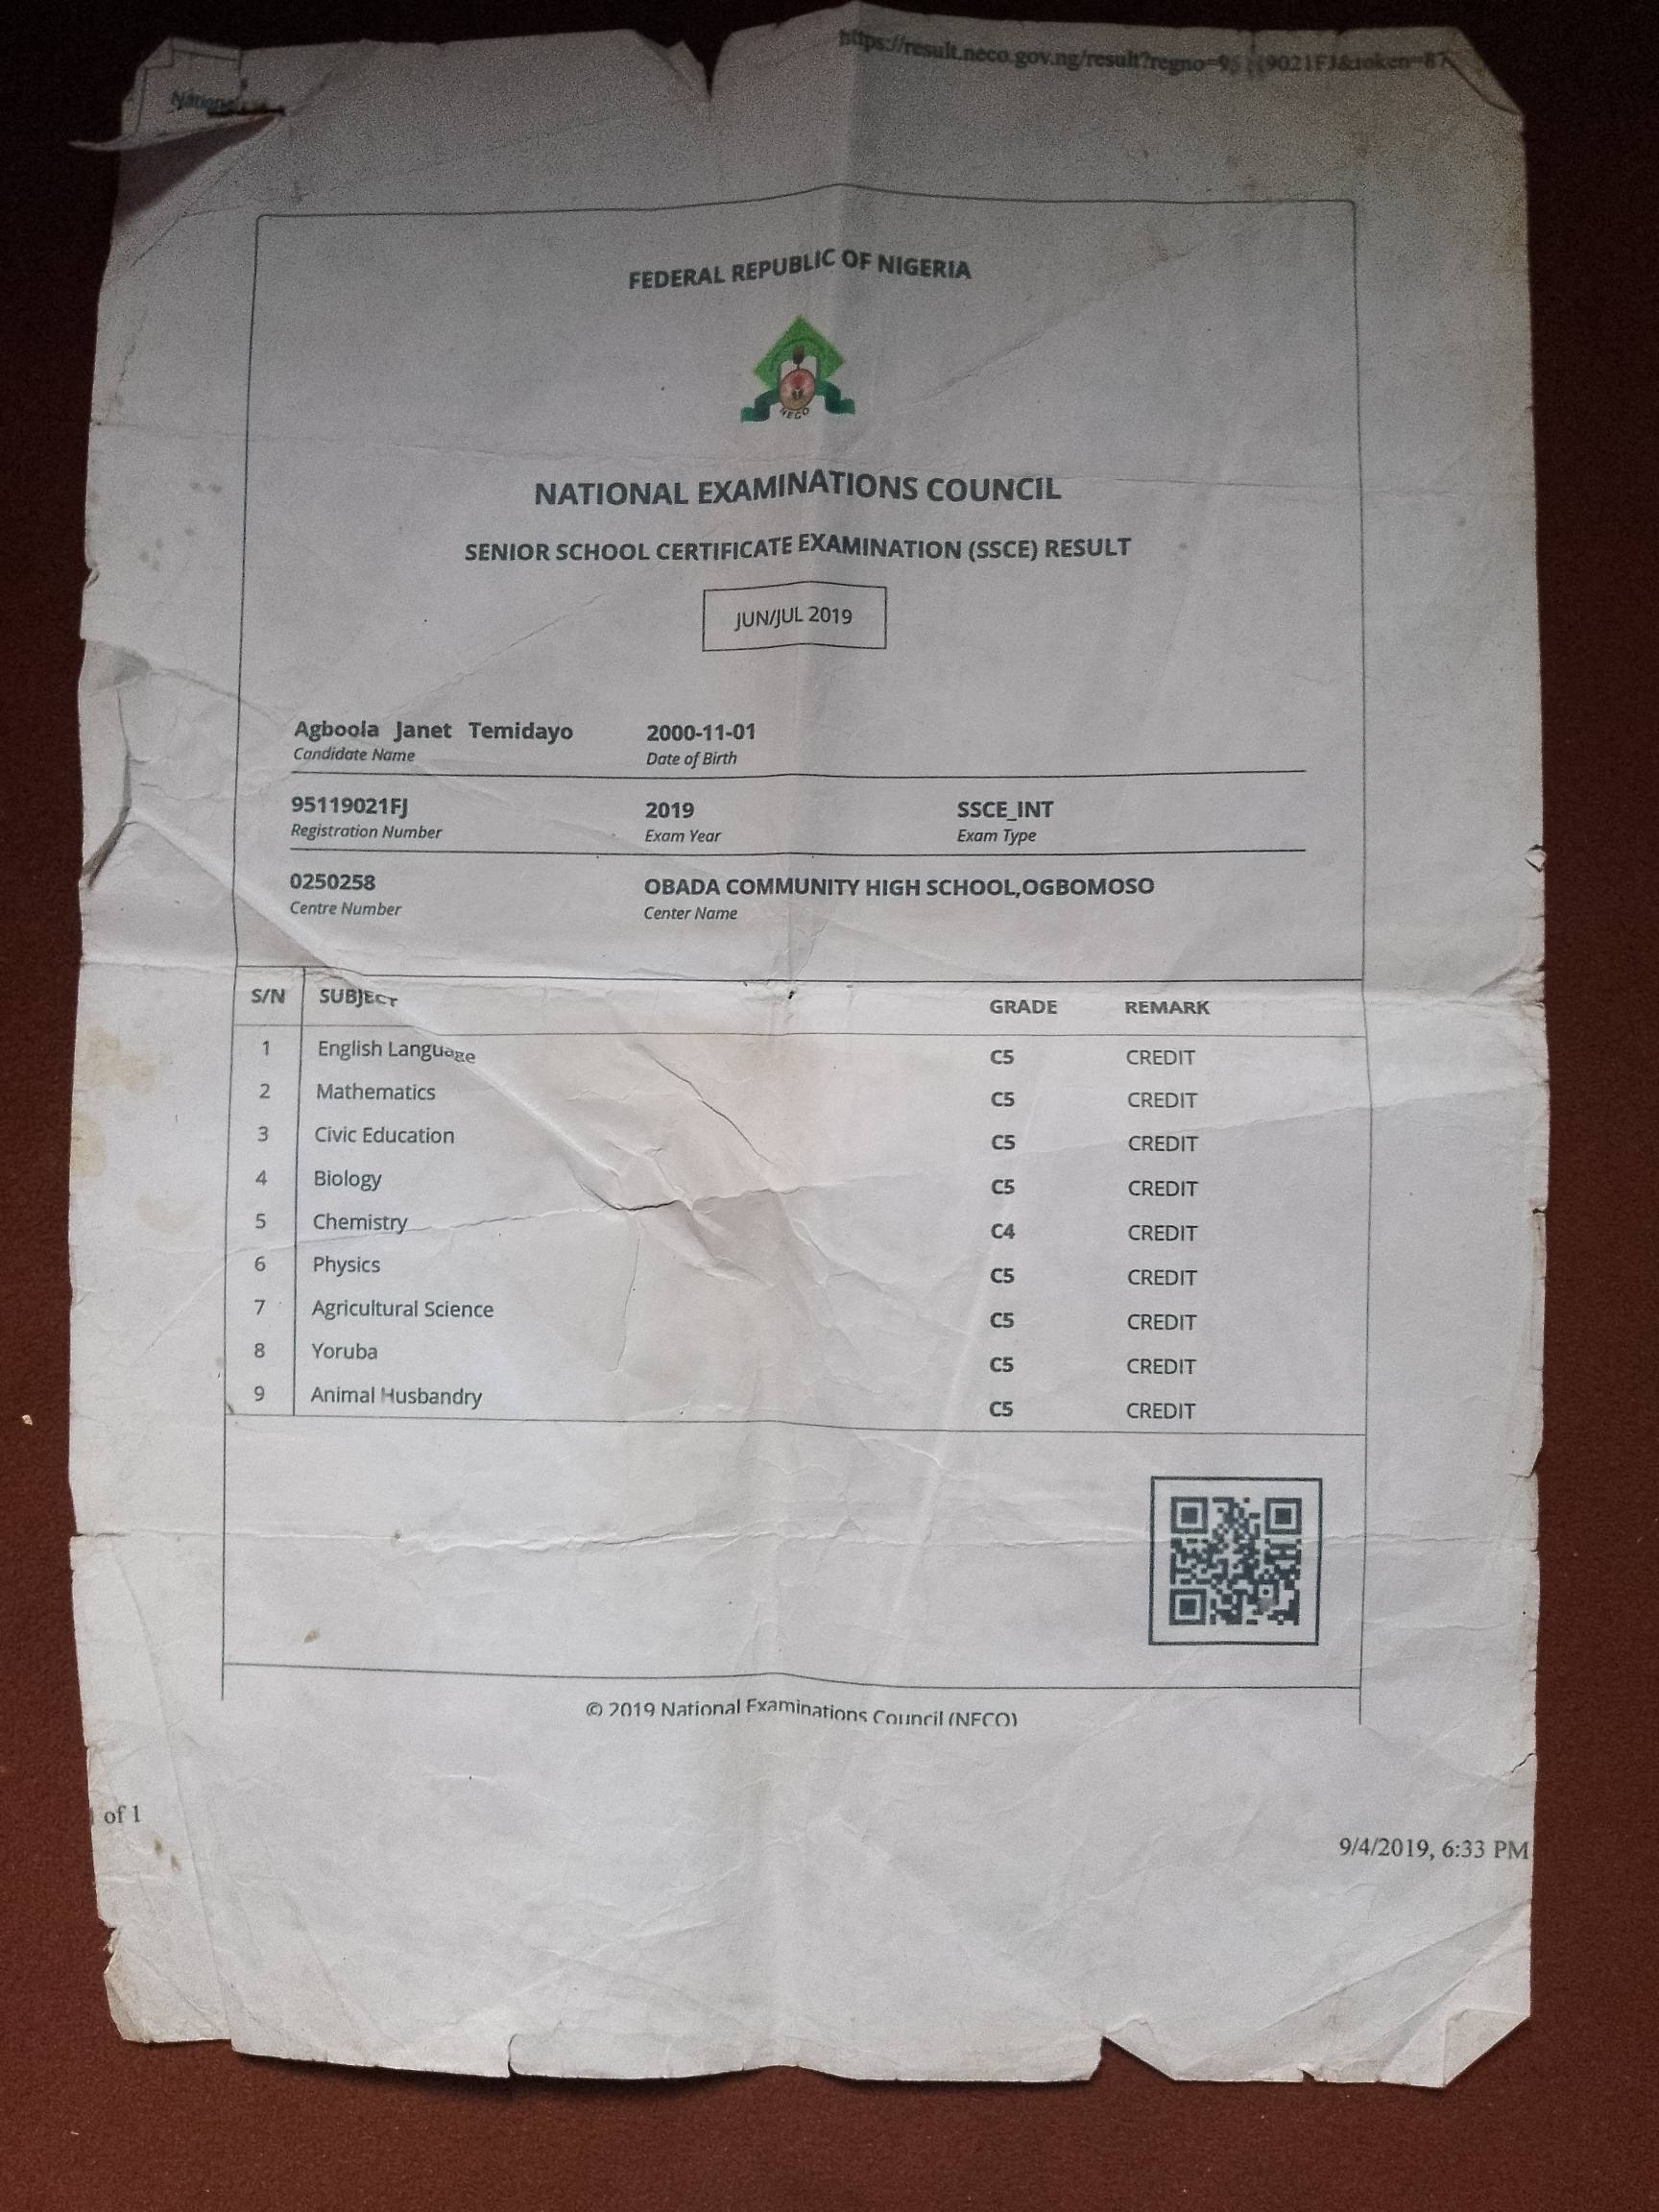 https://result.neco.gov.ng/result?regno=95119021FJ&token=87
FEDERAL REPUBLIC OF NIGERIA
NECO
NATIONAL EXAMINATIONS COUNCIL
SENIOR SCHOOL CERTIFICATE EXAMINATION (SSCE) RESULT
JUN/JUL 2019
Agboola Janet Temidayo 2000-11-01
Candidate Name Date of Birth
95119021FJ 2019 SSCE_INT
Registration Number Exam Year Exam Type
0250258 OBADA COMMUNITY HIGH SCHOOL,OGBOMOSO
Centre Number Center Name
S/N SUBJECT GRADE REMARK
1 English Language C5 CREDIT
2 Mathematics C5 CREDIT
3 Civic Education C5 CREDIT
4 Biology C5 CREDIT
5 Chemistry C4 CREDIT
6 Physics C5 CREDIT
7 Agricultural Science C5 CREDIT
8 Yoruba C5 CREDIT
9 Animal Husbandry C5 CREDIT
© 2019 National Examinations Council (NECO)
of 1
9/4/2019, 6:33 PM